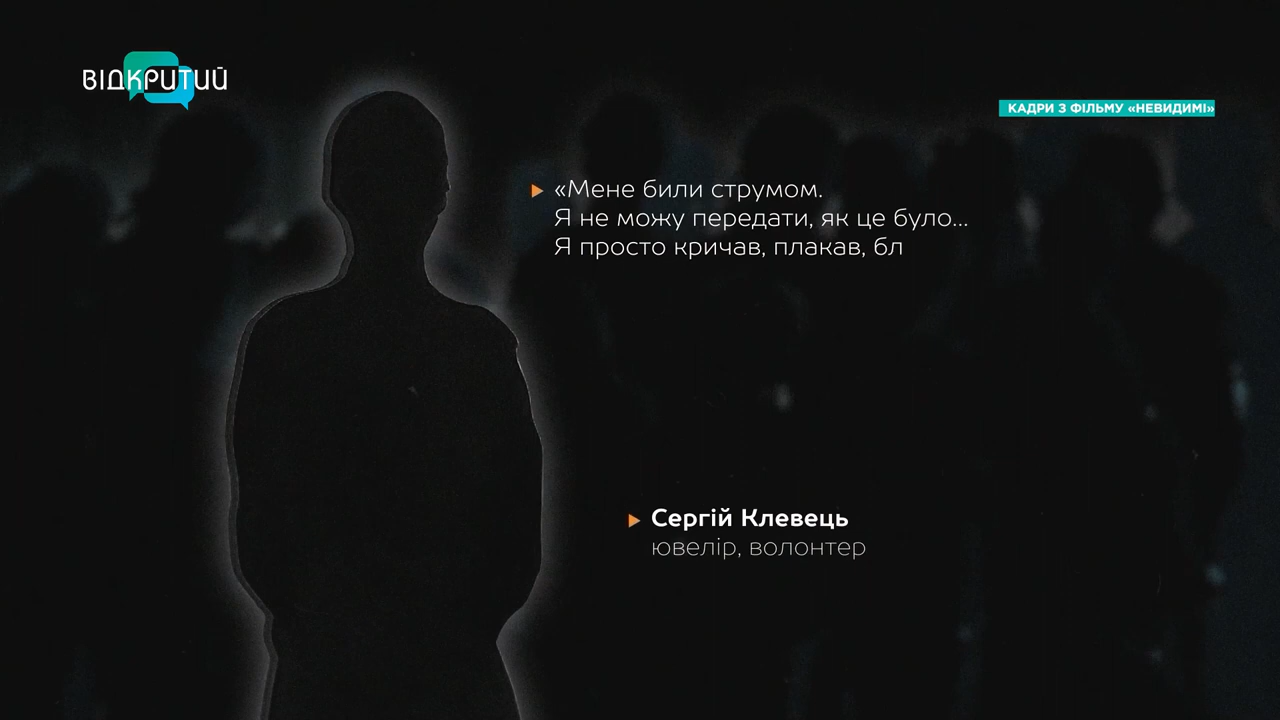 ВІДКРИТИЙ
КАДРИ З ФІЛЬМУ «НЕВИДИМІ»
«Мене били струмом.
Я не можу передати, як це було...
Я просто кричав, плакав, бл
Сергій Клевець
ювелір, волонтер